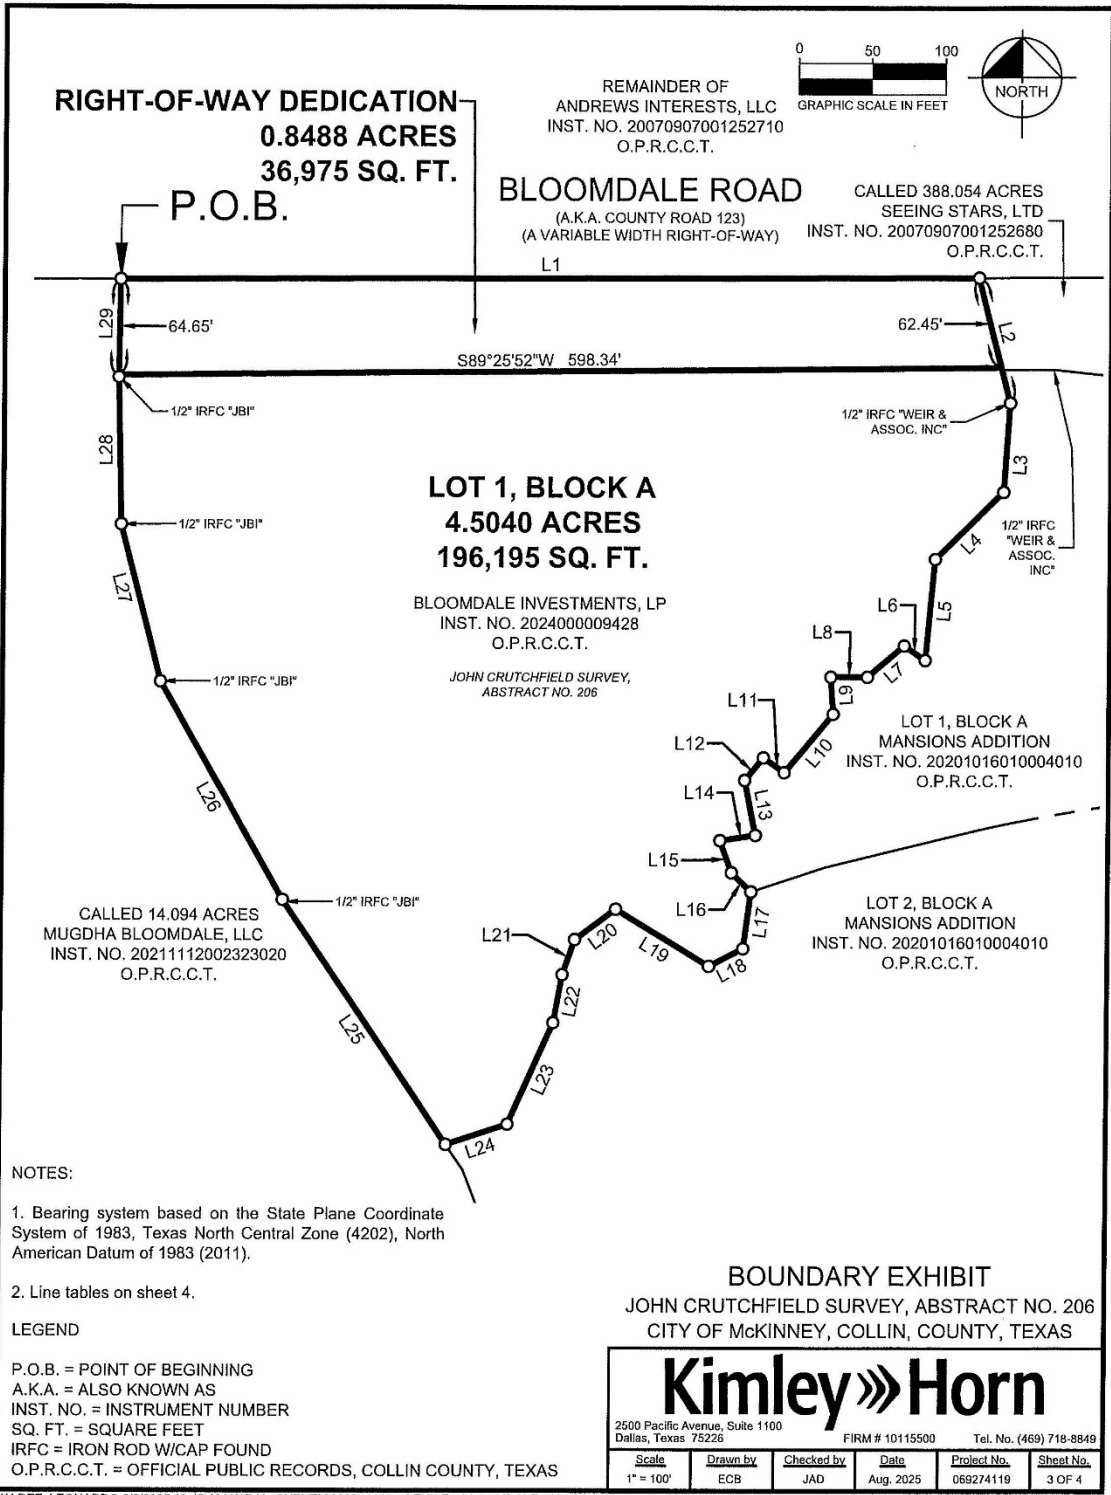 0 50 100
GRAPHIC SCALE IN FEET
NORTH
RIGHT-OF-WAY DEDICATION
0.8488 ACRES
36,975 SQ. FT.
REMAINDER OF
ANDREWS INTERESTS, LLC
INST. NO. 20070907001252710
O.P.R.C.C.T.
P.O.B.
BLOOMDALE ROAD
(A.K.A. COUNTY ROAD 123)
(A VARIABLE WIDTH RIGHT-OF-WAY)
CALLED 388.054 ACRES
SEEING STARS, LTD
INST. NO. 20070907001252680
O.P.R.C.C.T.
L1
L29
64.65'
62.45'
L2
S89°25'52"W 598.34'
1/2" IRFC "JBI"
1/2" IRFC "WEIR &
ASSOC. INC"
L28
L3
LOT 1, BLOCK A
4.5040 ACRES
196,195 SQ. FT.
1/2" IRFC "JBI"
1/2" IRFC
"WEIR &
ASSOC.
INC"
L4
L27
L5
BLOOMDALE INVESTMENTS, LP
INST. NO. 2024000009428
O.P.R.C.C.T.
L6
L8
L7
JOHN CRUTCHFIELD SURVEY,
ABSTRACT NO. 206
1/2" IRFC "JBI"
L9
L11
L10
LOT 1, BLOCK A
MANSIONS ADDITION
INST. NO. 20201016010004010
O.P.R.C.C.T.
L12
L26
L14
L13
L15
1/2" IRFC "JBI"
L16
L17
CALLED 14.094 ACRES
MUGDHA BLOOMDALE, LLC
INST. NO. 20211112002323020
O.P.R.C.C.T.
LOT 2, BLOCK A
MANSIONS ADDITION
INST. NO. 20201016010004010
O.P.R.C.C.T.
L21
L20
L19
L18
L22
L25
L23
L24
NOTES:
1. Bearing system based on the State Plane Coordinate
System of 1983, Texas North Central Zone (4202), North
American Datum of 1983 (2011).
2. Line tables on sheet 4.
LEGEND
P.O.B. = POINT OF BEGINNING
A.K.A. = ALSO KNOWN AS
INST. NO. = INSTRUMENT NUMBER
SQ. FT. = SQUARE FEET
IRFC = IRON ROD W/CAP FOUND
O.P.R.C.C.T. = OFFICIAL PUBLIC RECORDS, COLLIN COUNTY, TEXAS
BOUNDARY EXHIBIT
JOHN CRUTCHFIELD SURVEY, ABSTRACT NO. 206
CITY OF McKINNEY, COLLIN, COUNTY, TEXAS
Kimley»Horn
2500 Pacific Avenue, Suite 1100
Dallas, Texas 75226 FIRM # 10115500 Tel. No. (469) 718-8849
Scale Drawn by Checked by Date Project No. Sheet No.
1" = 100' ECB JAD Aug. 2025 069274119 3 OF 4